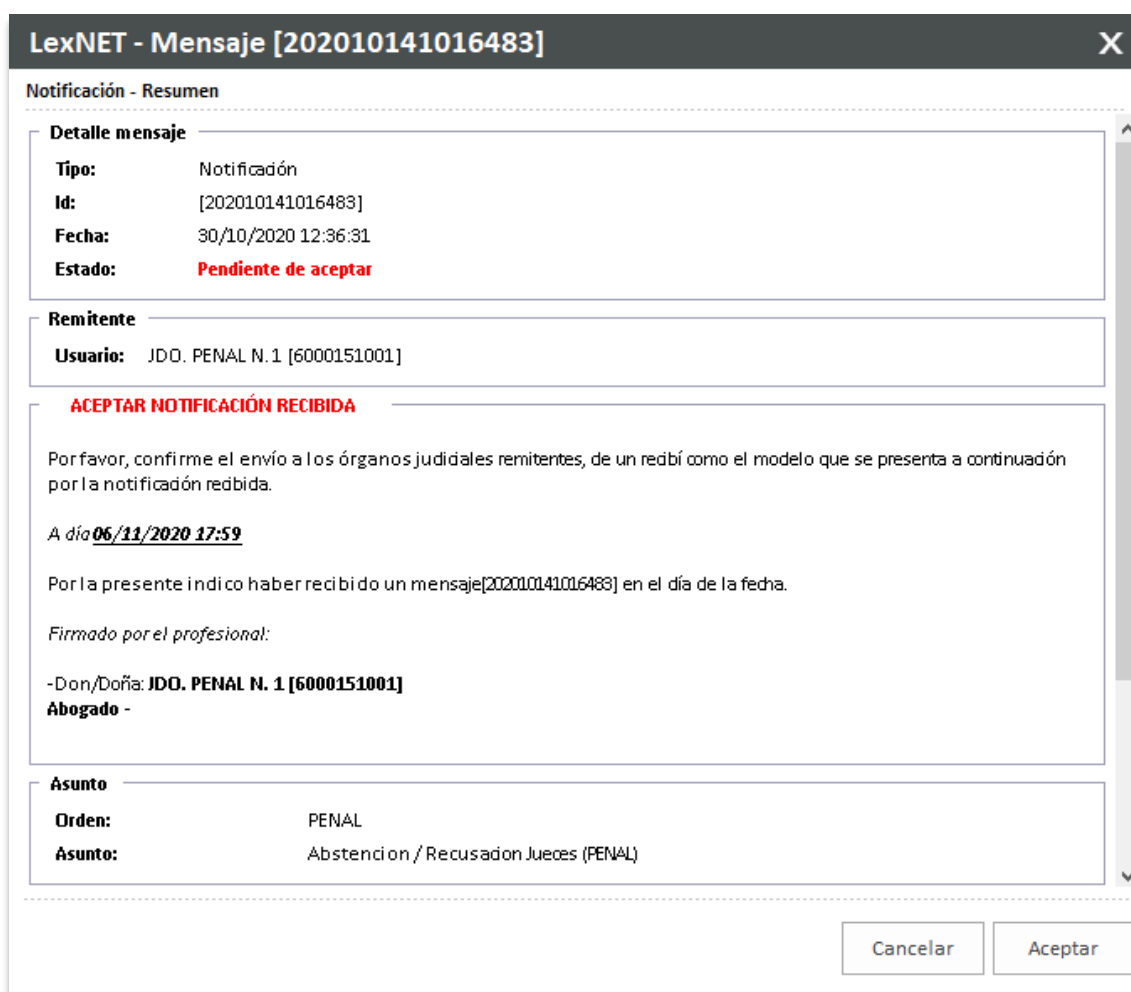 LexNET - Mensaje [202010141016483]
X
Notificación - Resumen
Detalle mensaje
Tipo: Notificación
Id: [202010141016483]
Fecha: 30/10/2020 12:36:31
Estado: Pendiente de aceptar
Remitente
Usuario: JDO. PENAL N.1 [6000151001]
ACEPTAR NOTIFICACIÓN RECIBIDA
Por favor, confirme el envío a los órganos judiciales remitentes, de un recibí como el modelo que se presenta a continuación
por la notificación recibida.
A día 06/11/2020 17:59
Por la presente indico haber recibido un mensaje[202010141016483] en el día de la fecha.
Firmado por el profesional:
-Don/Doña: JDO. PENAL N. 1 [6000151001]
Abogado -
Asunto
Orden: PENAL
Asunto: Abstencion / Recusacion Jueces (PENAL)
Cancelar Aceptar